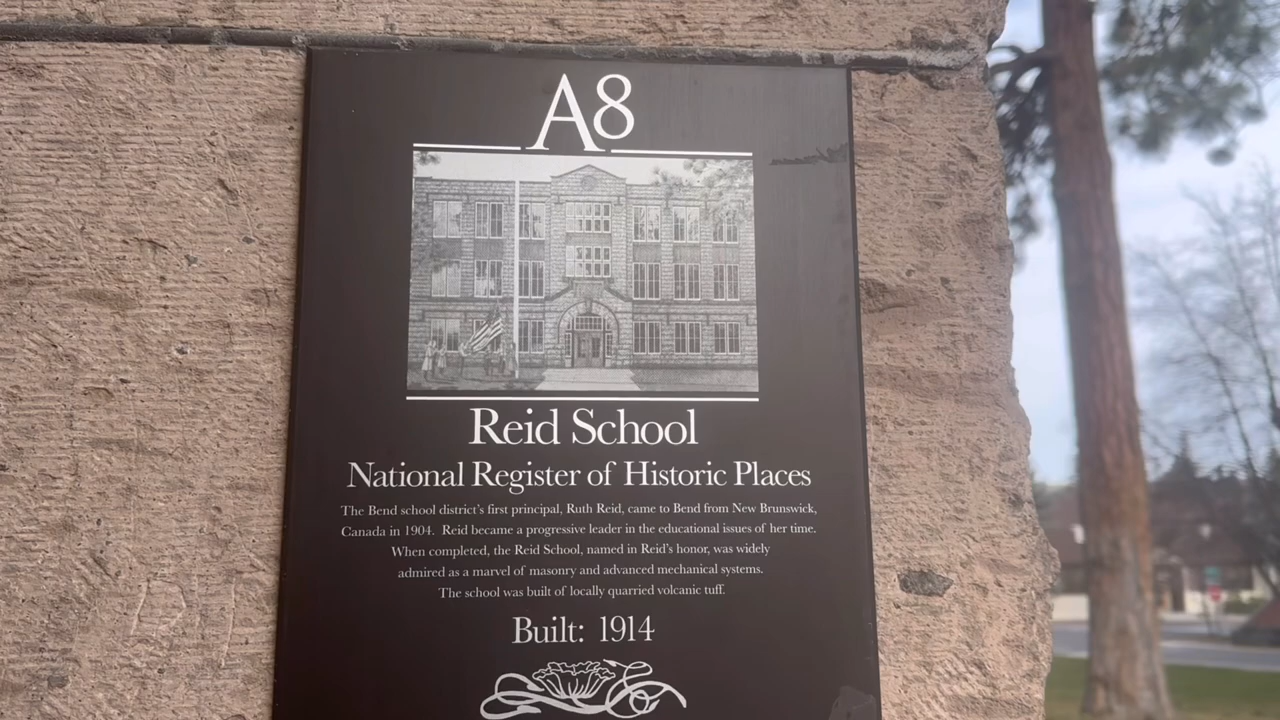 A8
Reid School
National Register of Historic Places
The Bend school district's first principal, Ruth Reid, came to Bend from New Brunswick,
Canada in 1904. Reid became a progressive leader in the educational issues of her time.
When completed, the Reid School, named in Reid's honor, was widely
admired as a marvel of masonry and advanced mechanical systems.
The school was built of locally quarried volcanic tuff.
Built: 1914